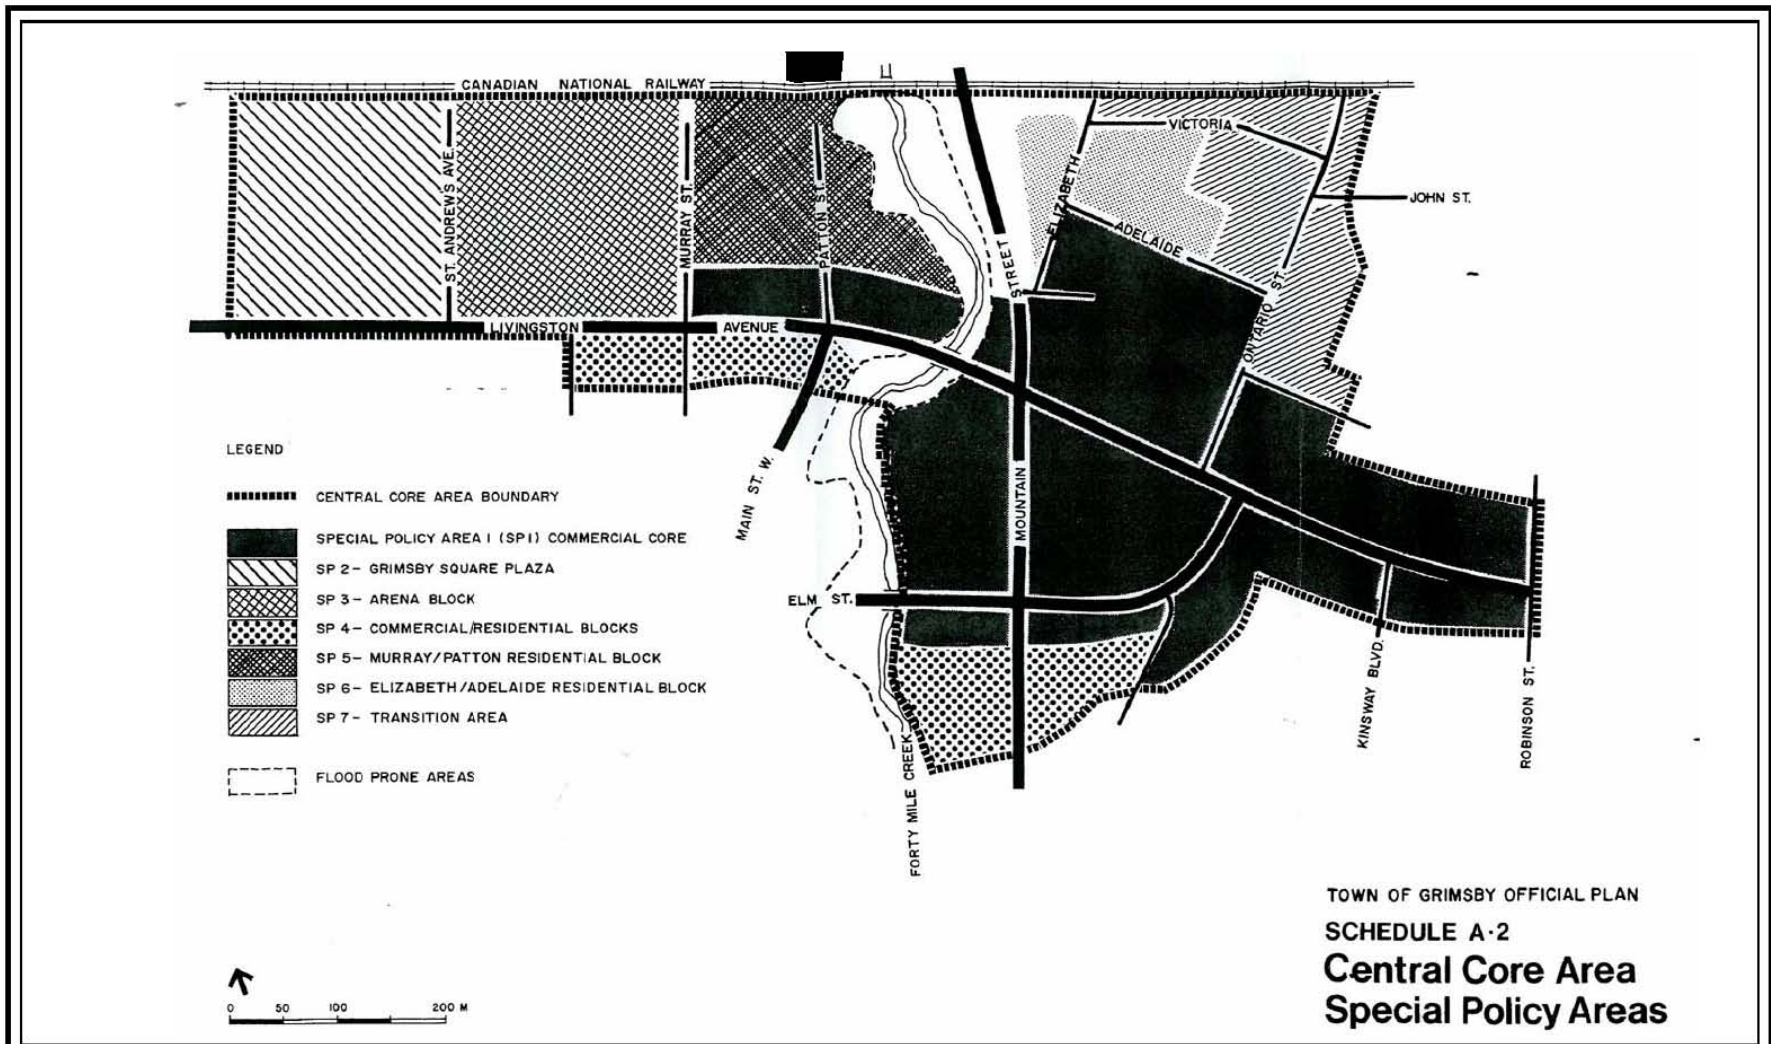 CANADIAN NATIONAL RAILWAY
VICTORIA
JOHN ST.
ST. ANDREWS AVE.
MURRAY ST.
PATTON ST.
ELIZABETH
ADELAIDE
STREET
ONTARIO ST.
LIVINGSTON AVENUE
MAIN ST. W.
MOUNTAIN
ELM ST.
KINSWAY BLVD.
ROBINSON ST.
FORTY MILE CREEK
LEGEND
CENTRAL CORE AREA BOUNDARY
SPECIAL POLICY AREA 1 (SP1) COMMERCIAL CORE
SP 2- GRIMSBY SQUARE PLAZA
SP 3- ARENA BLOCK
SP 4- COMMERCIAL/RESIDENTIAL BLOCKS
SP 5- MURRAY/PATTON RESIDENTIAL BLOCK
SP 6- ELIZABETH/ADELAIDE RESIDENTIAL BLOCK
SP 7- TRANSITION AREA
FLOOD PRONE AREAS
0 50 100 200 M
TOWN OF GRIMSBY OFFICIAL PLAN
SCHEDULE A·2
Central Core Area
Special Policy Areas